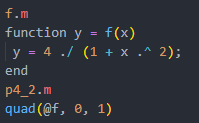 f.m
function y = f(x)
 y = 4 ./ (1 + x .^ 2);
end
p4_2.m
quad(@f, 0, 1)